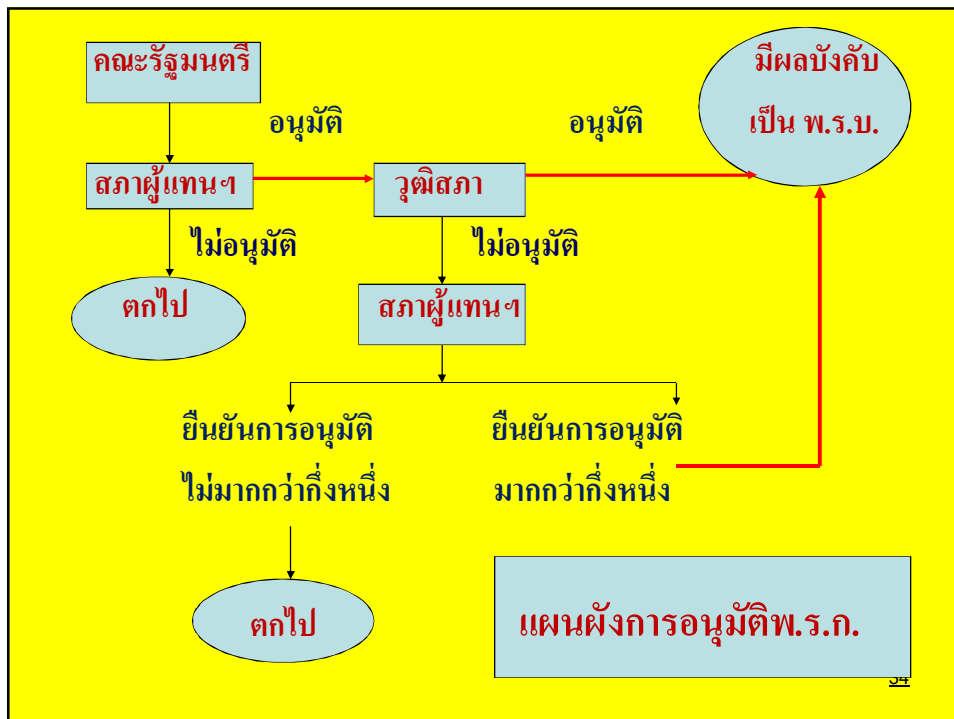 คณะรัฐมนตรี
มีผลบังคับ
เป็น พ.ร.บ.
อนุมัติ
อนุมัติ
สภาผู้แทนฯ
วุฒิสภา
ไม่อนุมัติ
ไม่อนุมัติ
ตกไป
สภาผู้แทนฯ
ยืนยันการอนุมัติ
ไม่มากกว่ากึ่งหนึ่ง
ยืนยันการอนุมัติ
มากกว่ากึ่งหนึ่ง
ตกไป
แผนผังการอนุมัติพ.ร.ก.
34